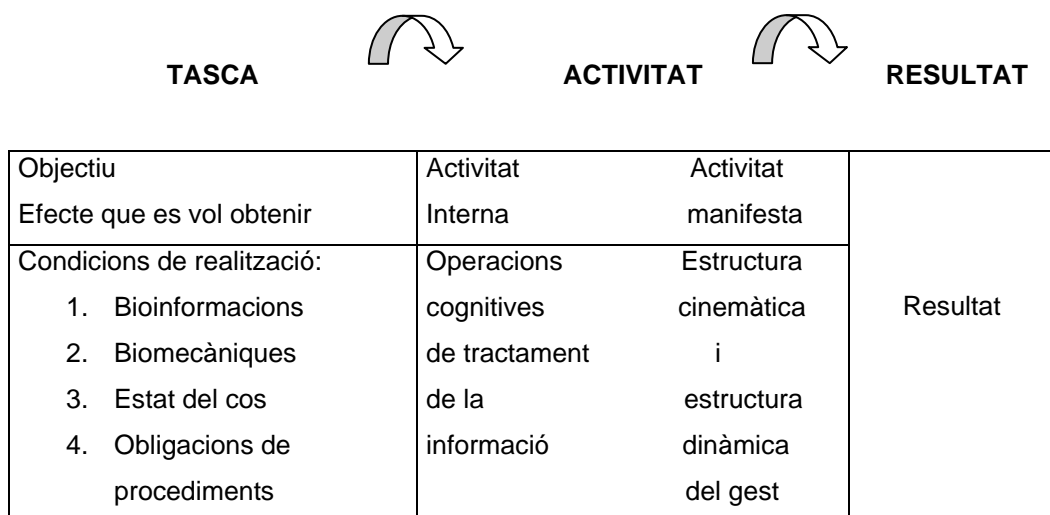 TASCA ACTIVITAT RESULTAT
Objectiu Activitat Activitat
Efecte que es vol obtenir Interna manifesta
Condicions de realització: Operacions Estructura
1. Bioinformacions cognitives cinemàtica Resultat
2. Biomecàniques de tractament i
3. Estat del cos de la estructura
4. Obligacions de informació dinàmica
procediments del gest